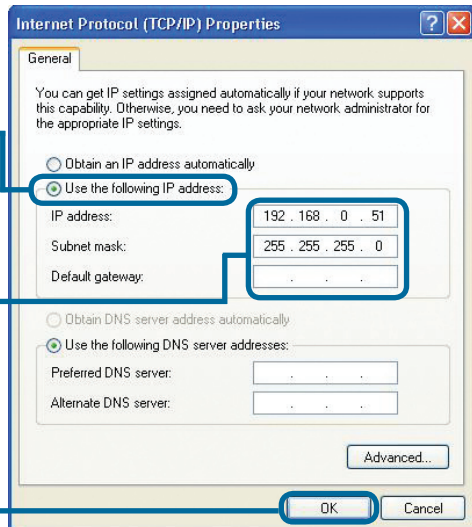 Internet Protocol (TCP/IP) Properties
General
You can get IP settings assigned automatically if your network supports
this capability. Otherwise, you need to ask your network administrator for
the appropriate IP settings.
Obtain an IP address automatically
Use the following IP address:
IP address: 192 . 168 . 0 . 51
Subnet mask: 255 . 255 . 255 . 0
Default gateway: . . .
Obtain DNS server address automatically
Use the following DNS server addresses:
Preferred DNS server: . . .
Alternate DNS server: . . .
Advanced...
OK Cancel